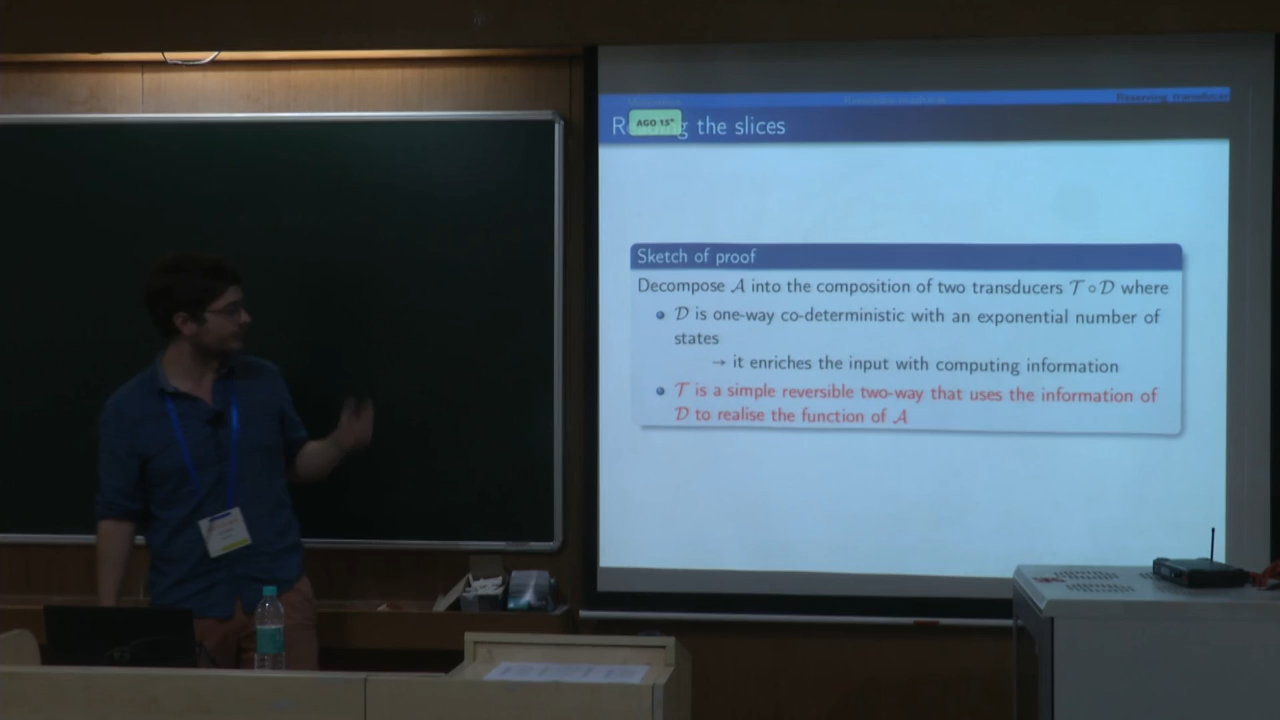 Reversing transducers
AGO 15"
the slices
Sketch of proof
Decompose 𝒜 into the composition of two transducers 𝒯 ∘ 𝒟 where
𝒟 is one-way co-deterministic with an exponential number of
states
→ it enriches the input with computing information
𝒯 is a simple reversible two-way that uses the information of
𝒟 to realise the function of 𝒜